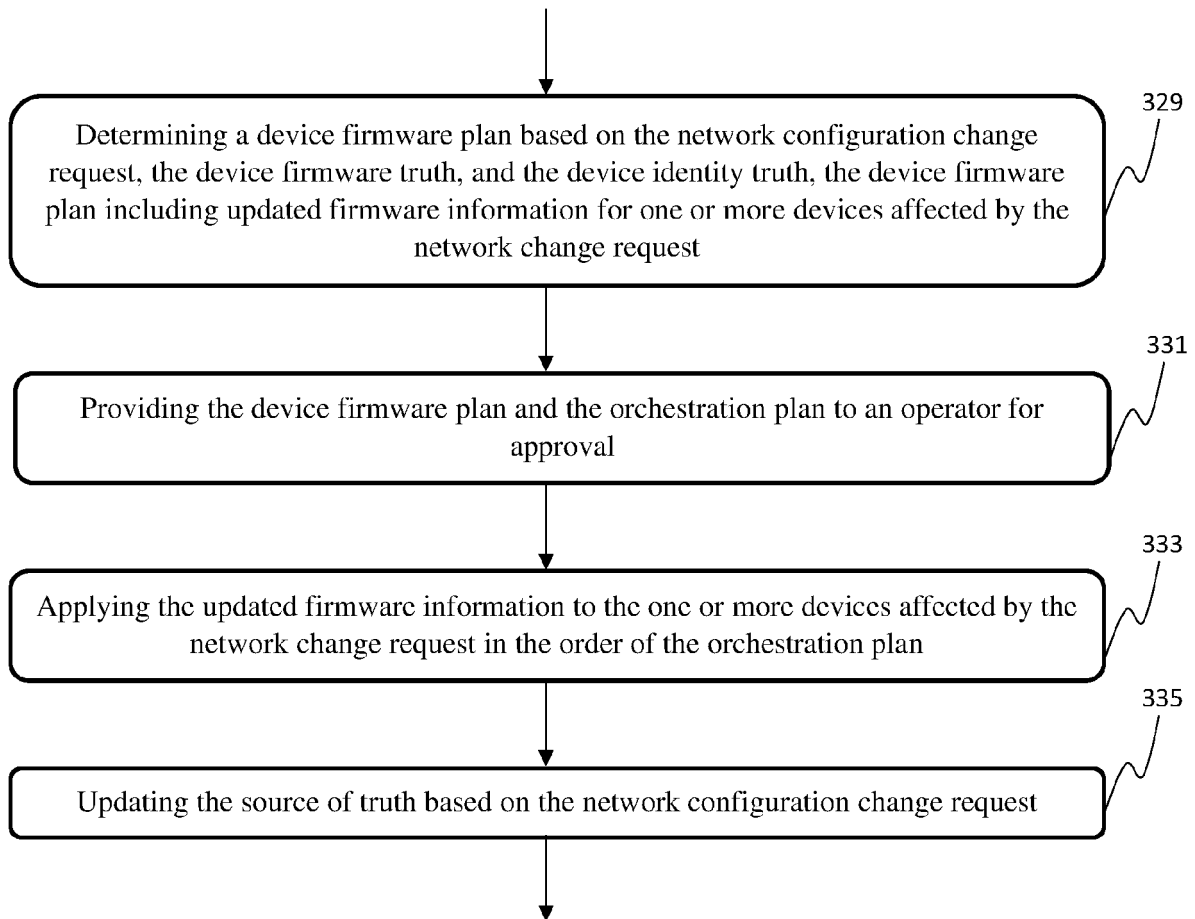 329
Determining a device firmware plan based on the network configuration change
request, the device firmware truth, and the device identity truth, the device firmware
plan including updated firmware information for one or more devices affected by the
network change request
331
Providing the device firmware plan and the orchestration plan to an operator for
approval
333
Applying the updated firmware information to the one or more devices affected by the
network change request in the order of the orchestration plan
335
Updating the source of truth based on the network configuration change request